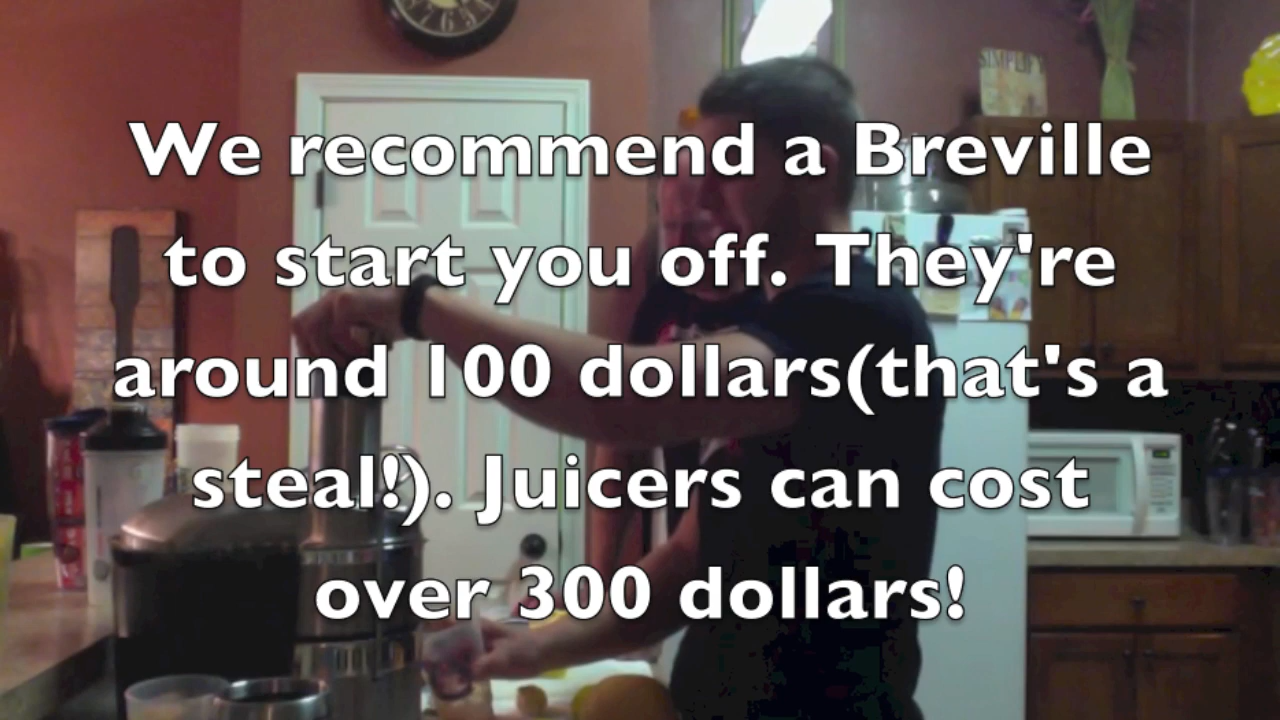 SIMPLIFY
We recommend a Breville
to start you off. They're
around 100 dollars(that's a
steal!). Juicers can cost
over 300 dollars!